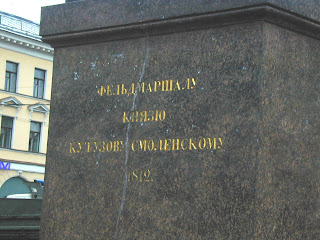 ФЕЛЬДМАРШАЛУ
КНЯЗЮ
КУТУЗОВУ СМОЛЕНСКОМУ
1812.